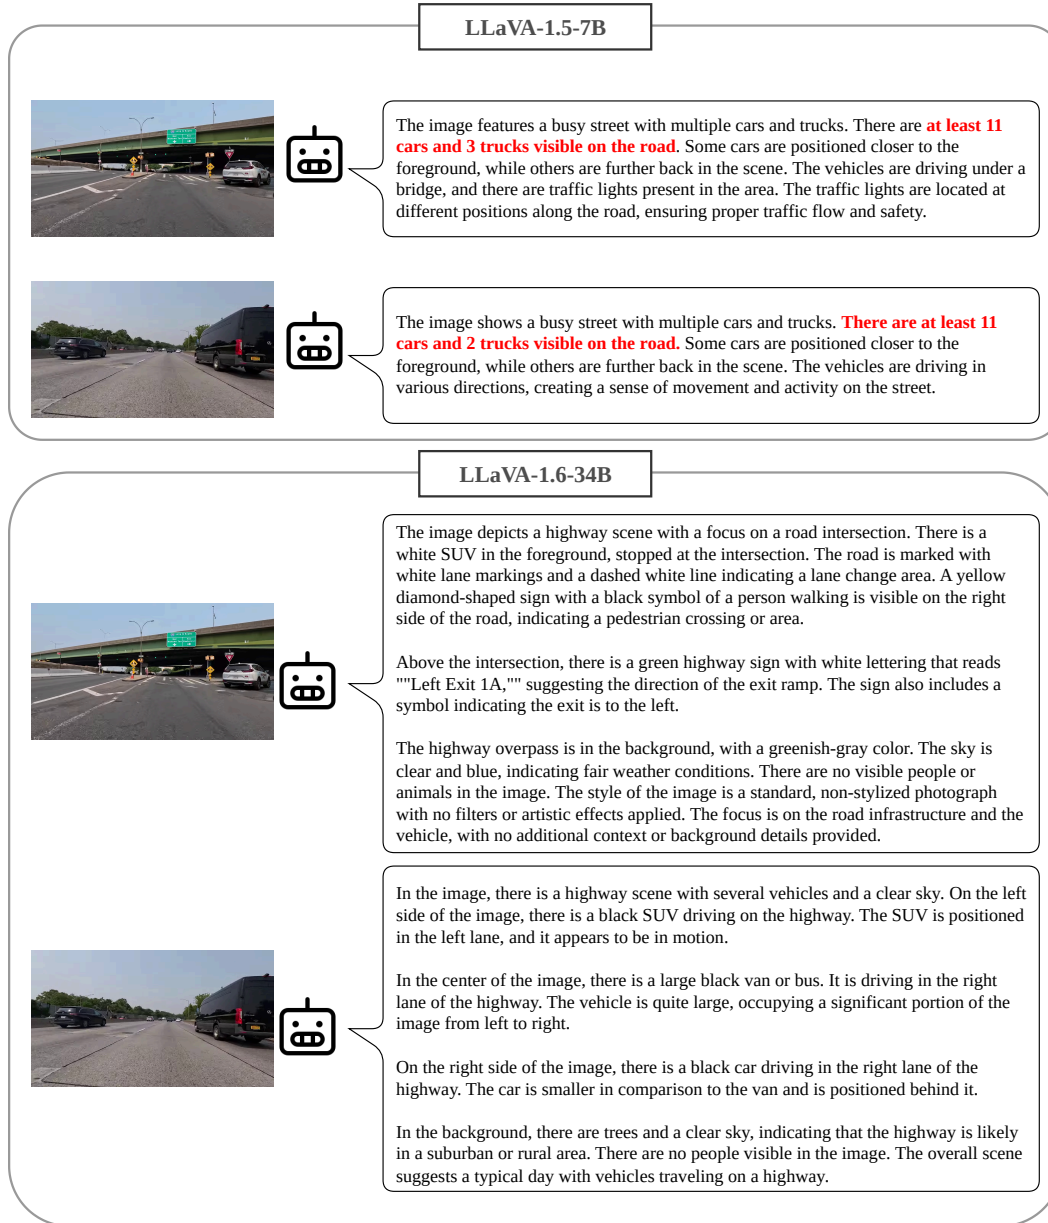 LLaVA-1.5-7B
The image features a busy street with multiple cars and trucks. There are at least 11
cars and 3 trucks visible on the road. Some cars are positioned closer to the
foreground, while others are further back in the scene. The vehicles are driving under a
bridge, and there are traffic lights present in the area. The traffic lights are located at
different positions along the road, ensuring proper traffic flow and safety.
The image shows a busy street with multiple cars and trucks. There are at least 11
cars and 2 trucks visible on the road. Some cars are positioned closer to the
foreground, while others are further back in the scene. The vehicles are driving in
various directions, creating a sense of movement and activity on the street.
LLaVA-1.6-34B
The image depicts a highway scene with a focus on a road intersection. There is a
white SUV in the foreground, stopped at the intersection. The road is marked with
white lane markings and a dashed white line indicating a lane change area. A yellow
diamond-shaped sign with a black symbol of a person walking is visible on the right
side of the road, indicating a pedestrian crossing or area.
Above the intersection, there is a green highway sign with white lettering that reads
""Left Exit 1A,"" suggesting the direction of the exit ramp. The sign also includes a
symbol indicating the exit is to the left.
The highway overpass is in the background, with a greenish-gray color. The sky is
clear and blue, indicating fair weather conditions. There are no visible people or
animals in the image. The style of the image is a standard, non-stylized photograph
with no filters or artistic effects applied. The focus is on the road infrastructure and the
vehicle, with no additional context or background details provided.
In the image, there is a highway scene with several vehicles and a clear sky. On the left
side of the image, there is a black SUV driving on the highway. The SUV is positioned
in the left lane, and it appears to be in motion.
In the center of the image, there is a large black van or bus. It is driving in the right
lane of the highway. The vehicle is quite large, occupying a significant portion of the
image from left to right.
On the right side of the image, there is a black car driving in the right lane of the
highway. The car is smaller in comparison to the van and is positioned behind it.
In the background, there are trees and a clear sky, indicating that the highway is likely
in a suburban or rural area. There are no people visible in the image. The overall scene
suggests a typical day with vehicles traveling on a highway.